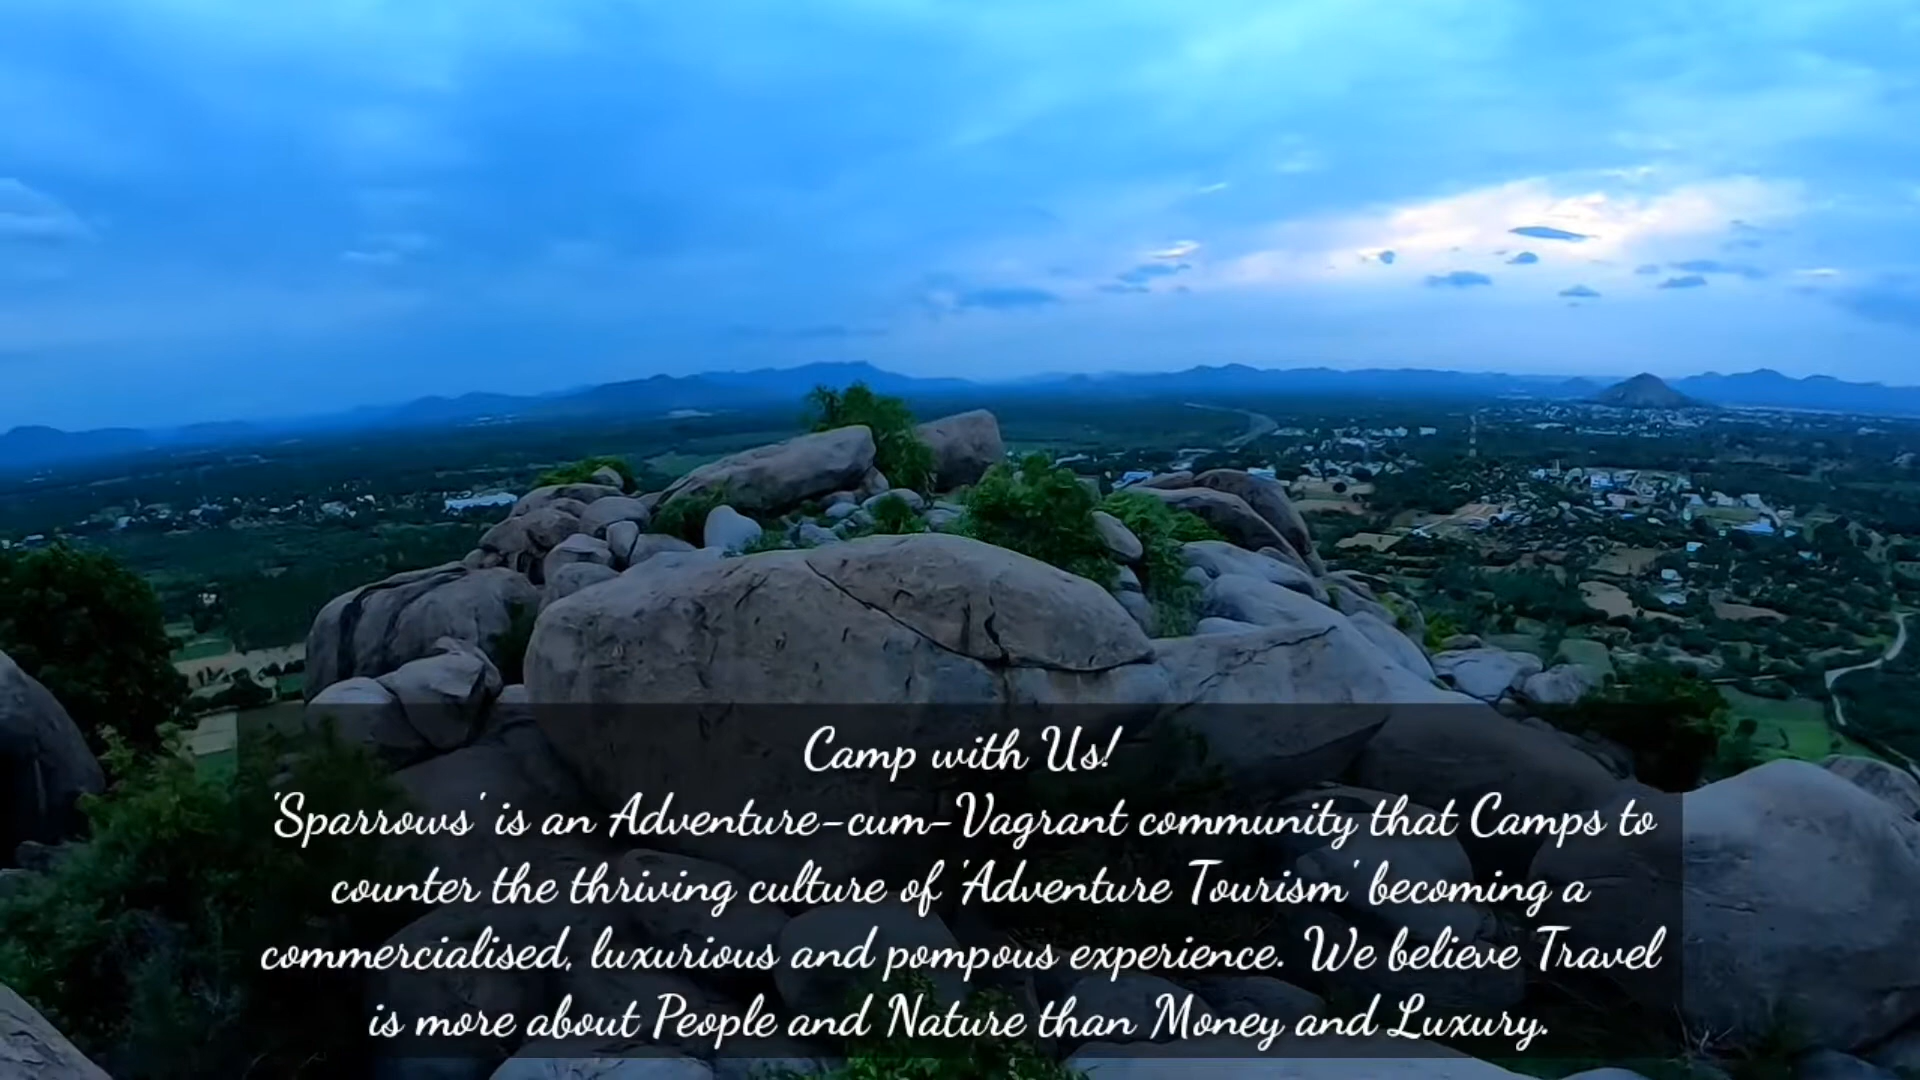 Camp with Us!
'Sparrows' is an Adventure-cum-Vagrant community that Camps to
counter the thriving culture of 'Adventure Tourism' becoming a
commercialised, luxurious and pompous experience. We believe Travel
is more about People and Nature than Money and Luxury.